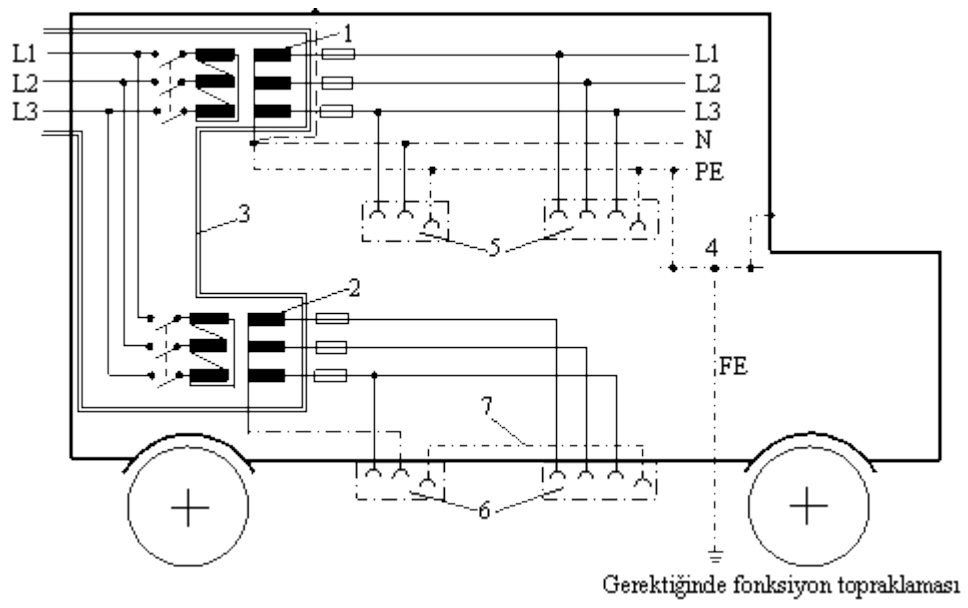 1
L1
L1
L2
L2
L3
L3
N
PE
3
5
4
2
FE
7
6
Gerektiğinde fonksiyon topraklaması